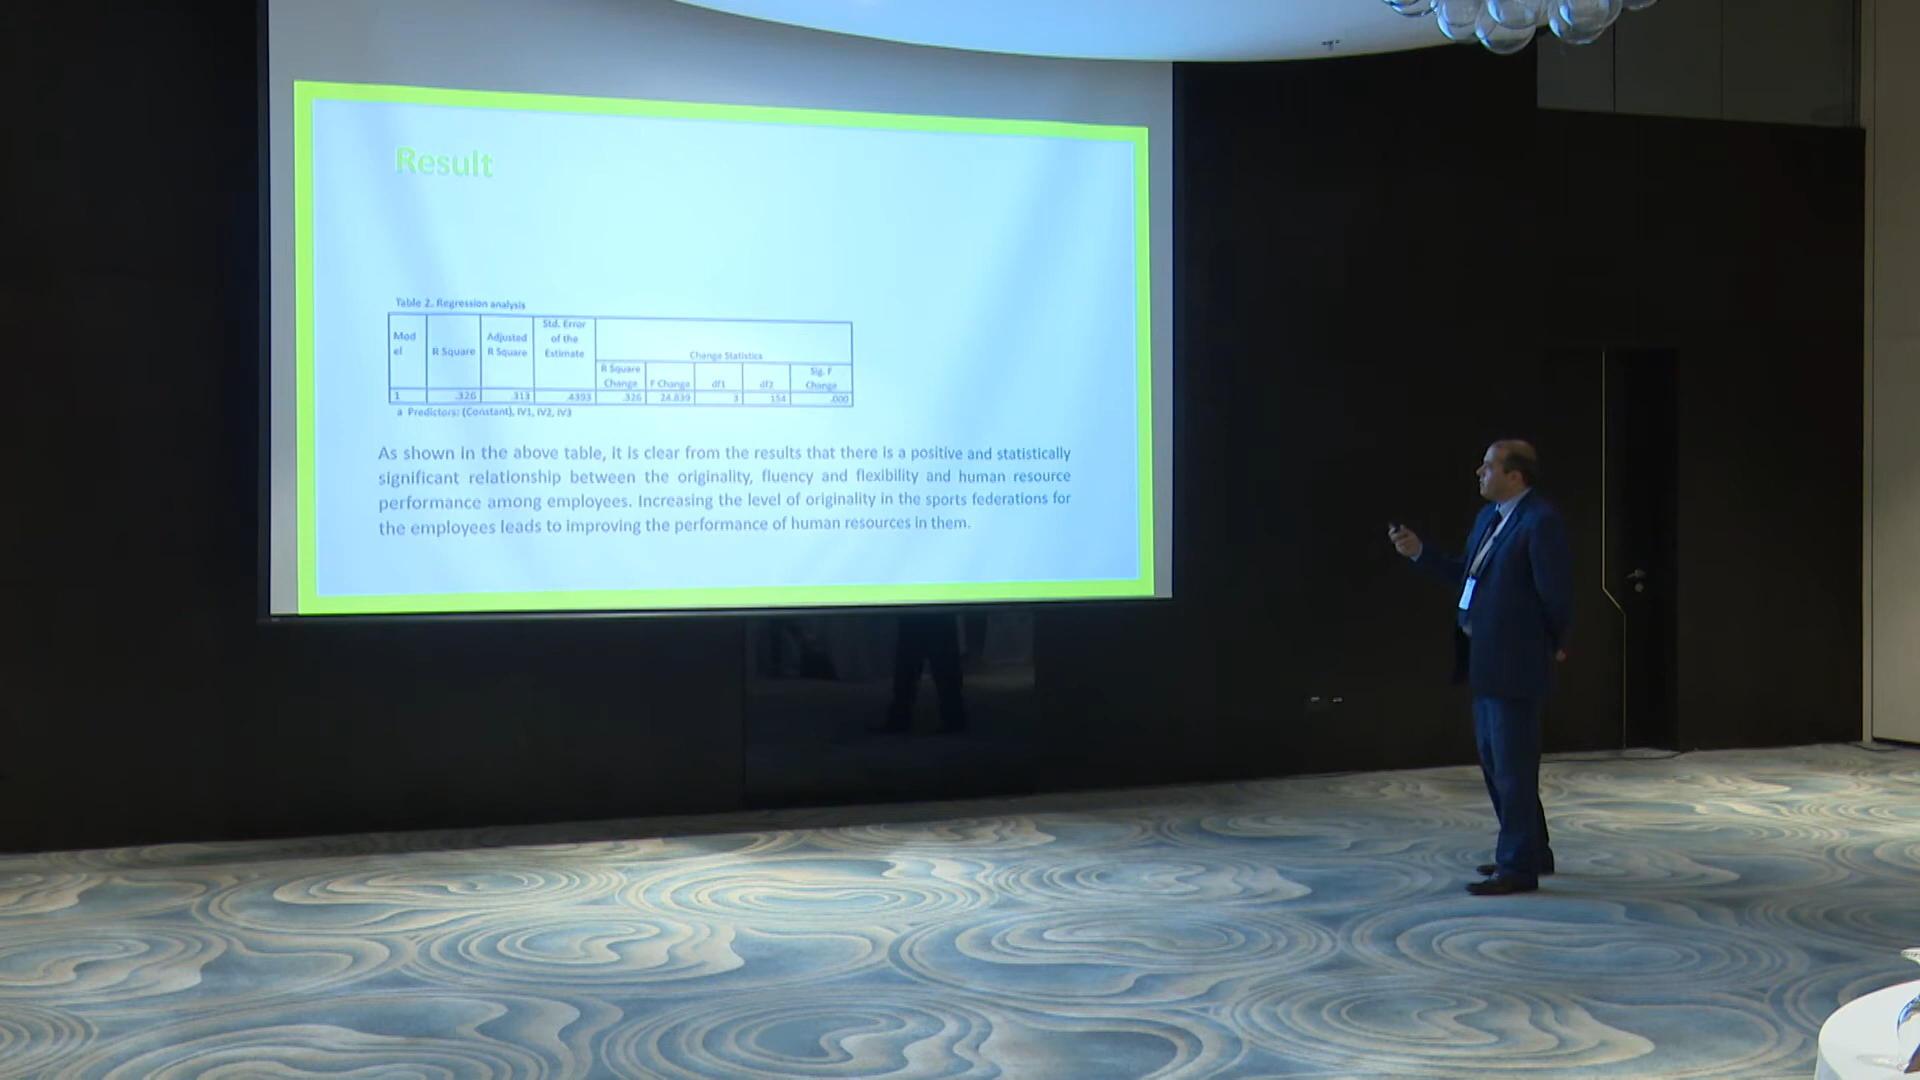 Result
Table 2. Regression analysis
Mod el R Square Adjusted R Square Std. Error of the Estimate Change Statistics
R Square Change F Change df1 df2 Sig. F Change
1 .326 .313 .4393 .326 24.839 3 154 .000
a Predictors: (Constant), IV1, IV2, IV3
As shown in the above table, it is clear from the results that there is a positive and statistically
significant relationship between the originality, fluency and flexibility and human resource
performance among employees. Increasing the level of originality in the sports federations for
the employees leads to improving the performance of human resources in them.